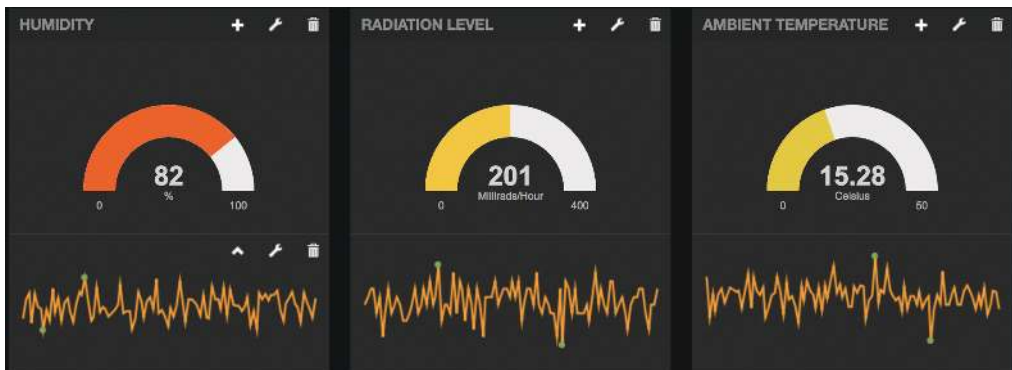 HUMIDITY
82
%
0
100
RADIATION LEVEL
201
Millirads/Hour
0
400
AMBIENT TEMPERATURE
15.28
Celsius
0
50